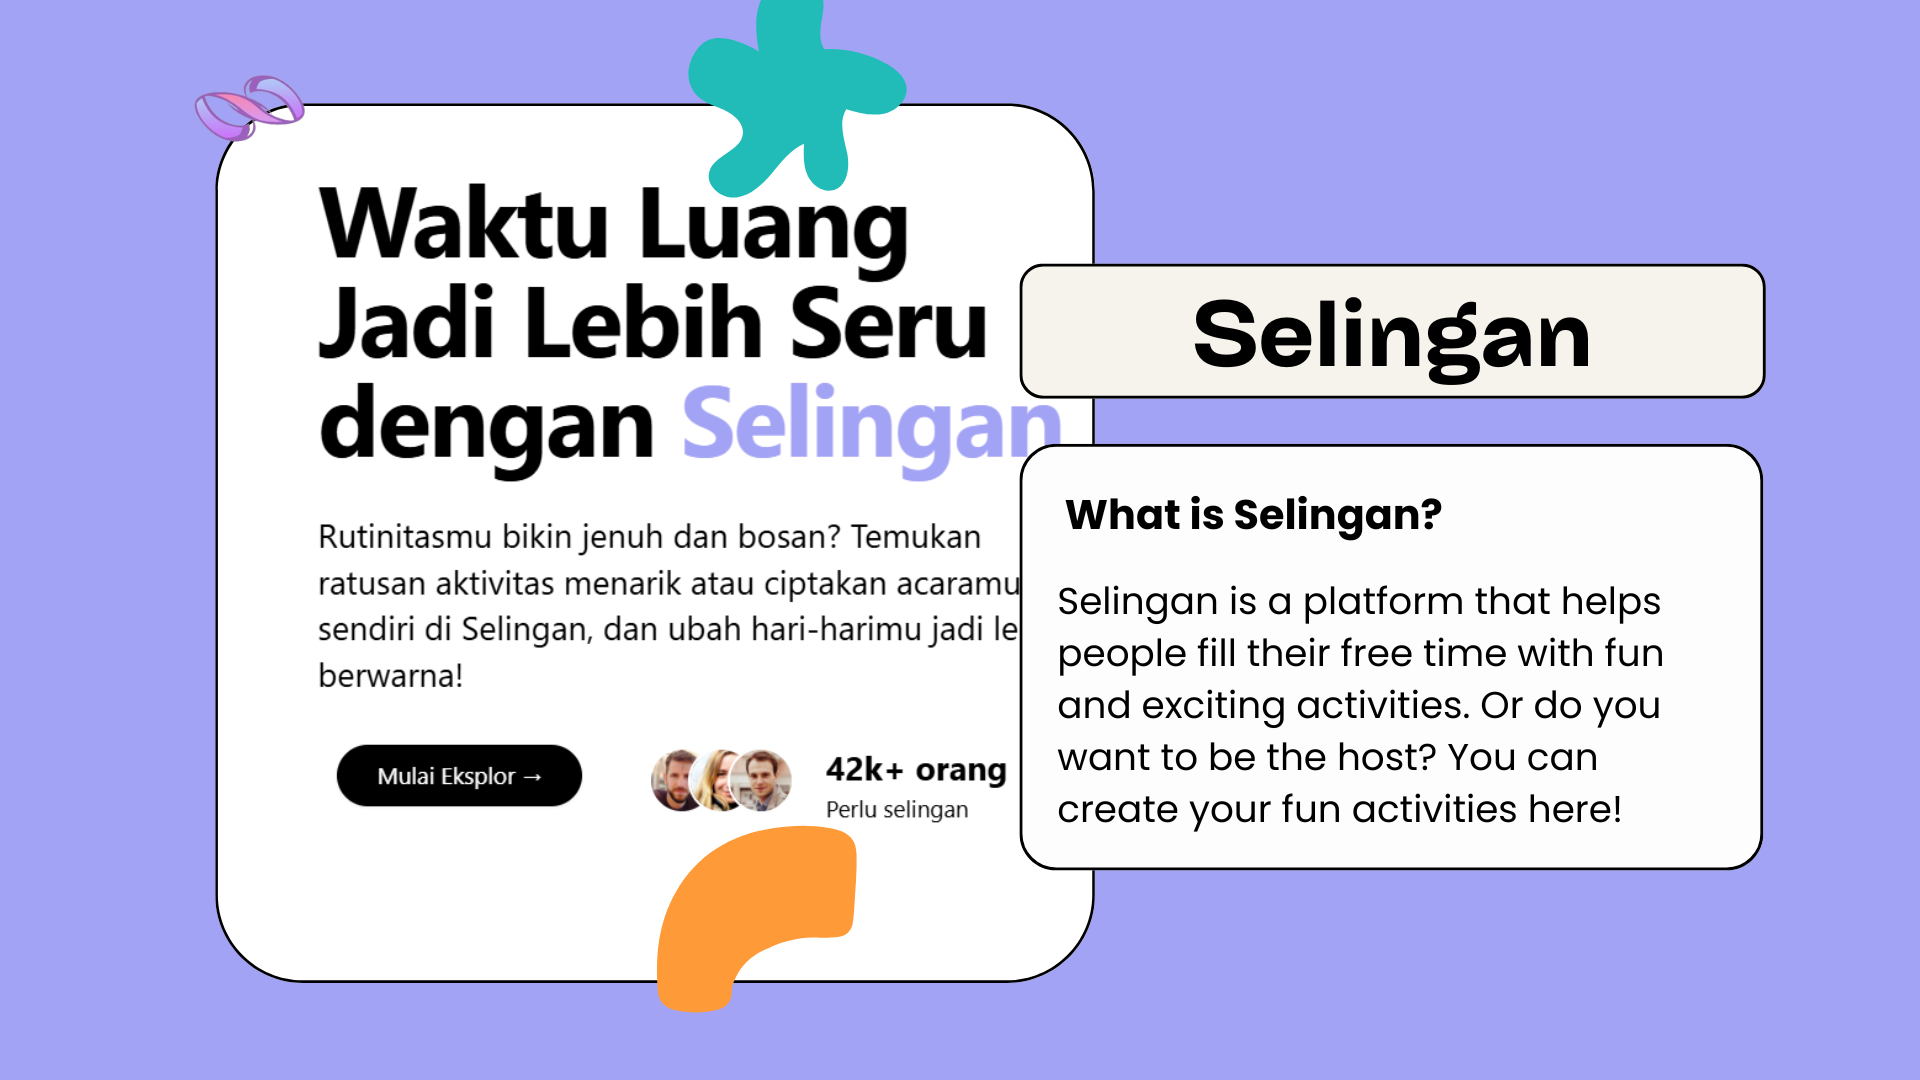 Waktu Luang
Jadi Lebih Seru
dengan Selingan
Rutinitasmu bikin jenuh dan bosan? Temukan
ratusan aktivitas menarik atau ciptakan acaramu
sendiri di Selingan, dan ubah hari-harimu jadi le
berwarna!
Mulai Eksplor →
42k+ orang
Perlu selingan
Selingan
What is Selingan?
Selingan is a platform that helps
people fill their free time with fun
and exciting activities. Or do you
want to be the host? You can
create your fun activities here!